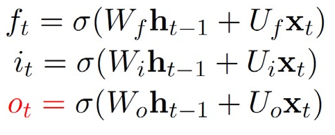 f_t = σ(W_f h_{t−1} + U_f x_t)
i_t = σ(W_i h_{t−1} + U_i x_t)
o_t = σ(W_o h_{t−1} + U_o x_t)